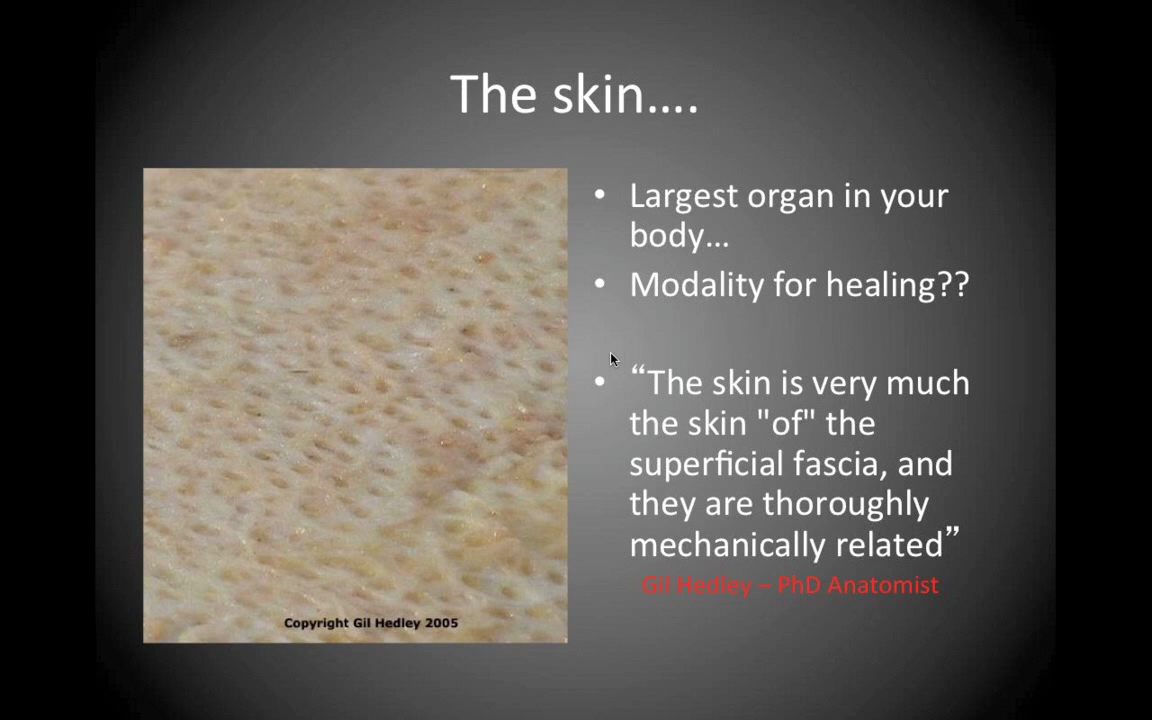 The skin....
• Largest organ in your
body...
• Modality for healing??
• “The skin is very much
the skin "of" the
superficial fascia, and
they are thoroughly
mechanically related”
Gil Hedley – PhD Anatomist
Copyright Gil Hedley 2005